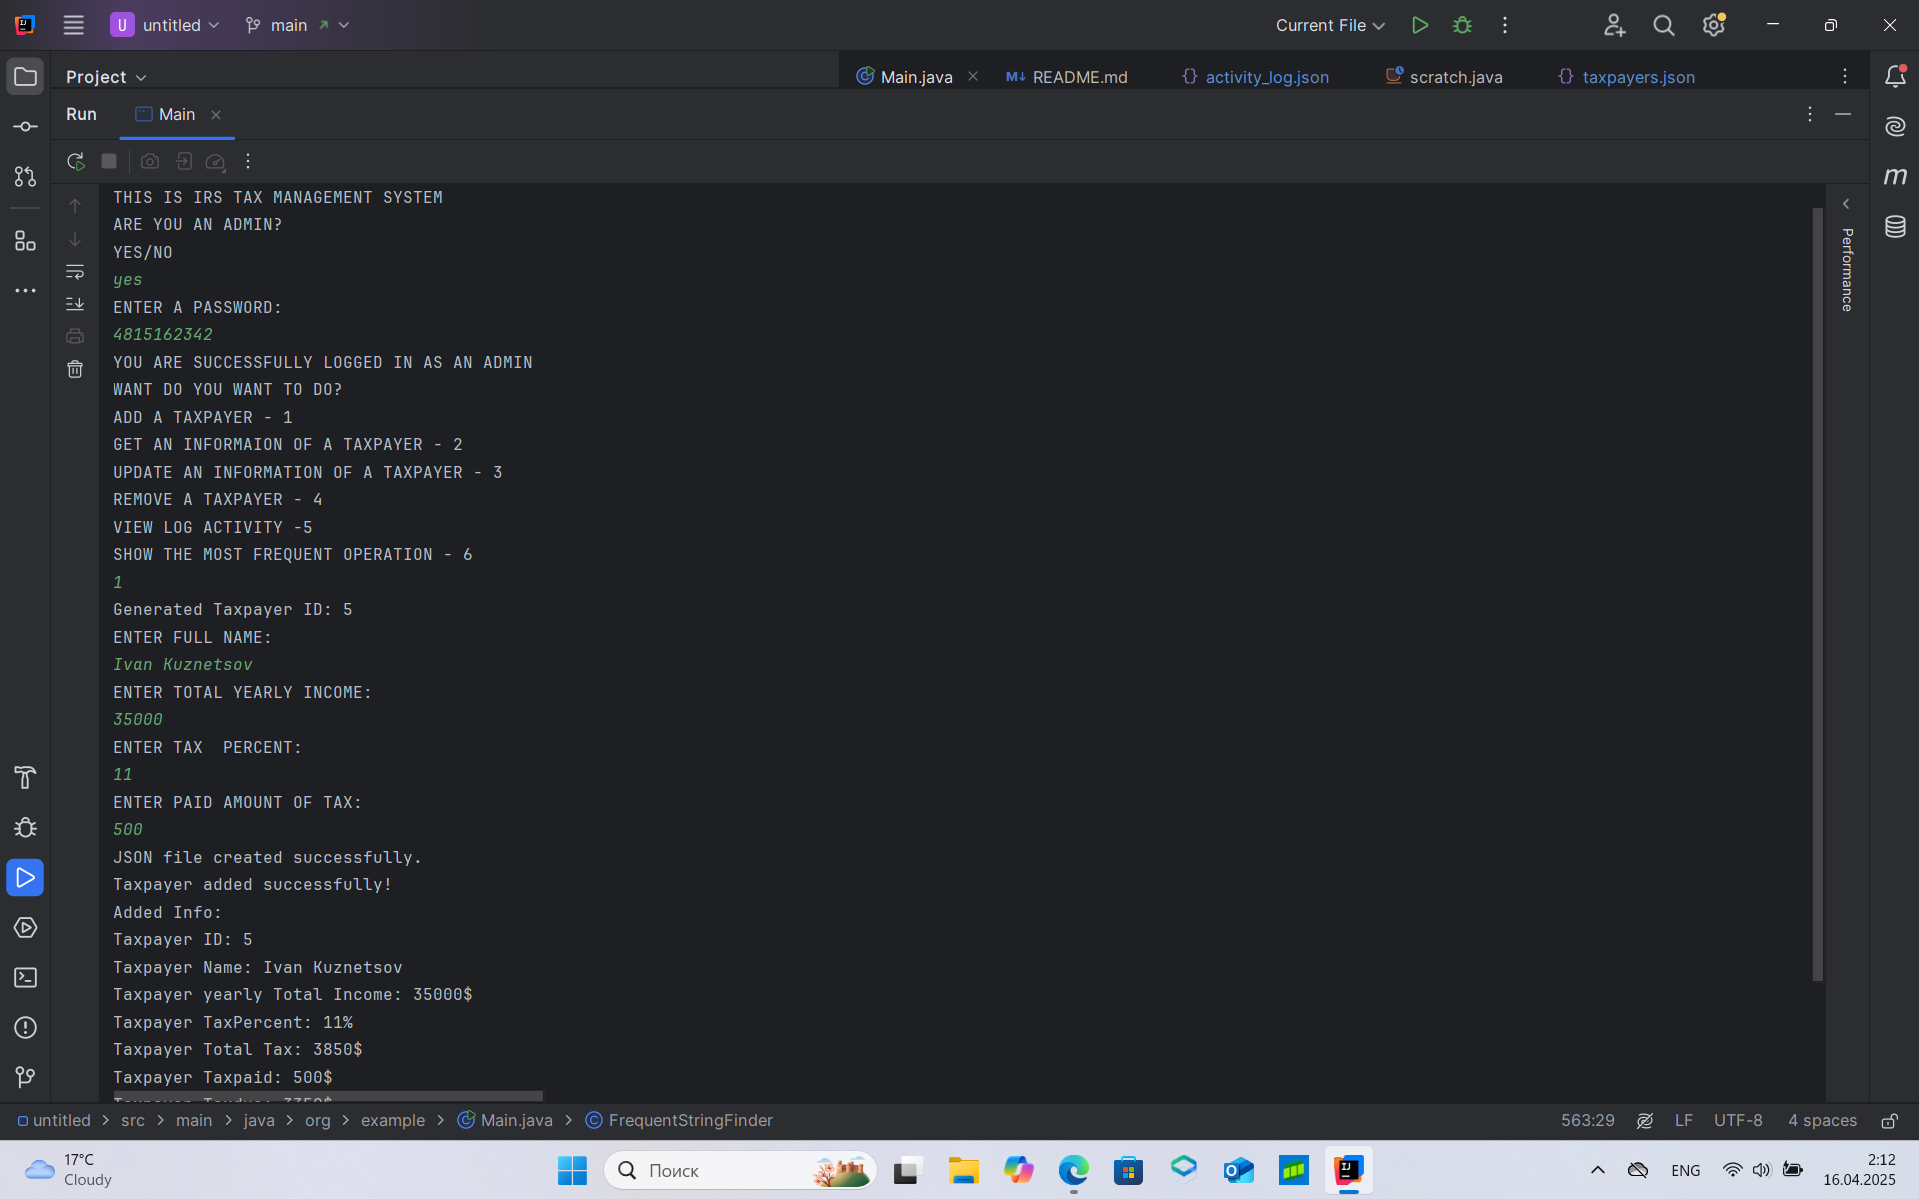 U untitled main Current File
Project Main.java M↓ README.md activity_log.json scratch.java taxpayers.json
Run Main
THIS IS IRS TAX MANAGEMENT SYSTEM
ARE YOU AN ADMIN?
YES/NO
yes
ENTER A PASSWORD:
4815162342
YOU ARE SUCCESSFULLY LOGGED IN AS AN ADMIN
WANT DO YOU WANT TO DO?
ADD A TAXPAYER - 1
GET AN INFORMAION OF A TAXPAYER - 2
UPDATE AN INFORMATION OF A TAXPAYER - 3
REMOVE A TAXPAYER - 4
VIEW LOG ACTIVITY -5
SHOW THE MOST FREQUENT OPERATION - 6
1
Generated Taxpayer ID: 5
ENTER FULL NAME:
Ivan Kuznetsov
ENTER TOTAL YEARLY INCOME:
35000
ENTER TAX  PERCENT:
11
ENTER PAID AMOUNT OF TAX:
500
JSON file created successfully.
Taxpayer added successfully!
Added Info:
Taxpayer ID: 5
Taxpayer Name: Ivan Kuznetsov
Taxpayer yearly Total Income: 35000$
Taxpayer TaxPercent: 11%
Taxpayer Total Tax: 3850$
Taxpayer Taxpaid: 500$
Performance
untitled > src > main > java > org > example > Main.java > FrequentStringFinder 563:29 LF UTF-8 4 spaces
17°C
Cloudy
Поиск
ENG
2:12
16.04.2025